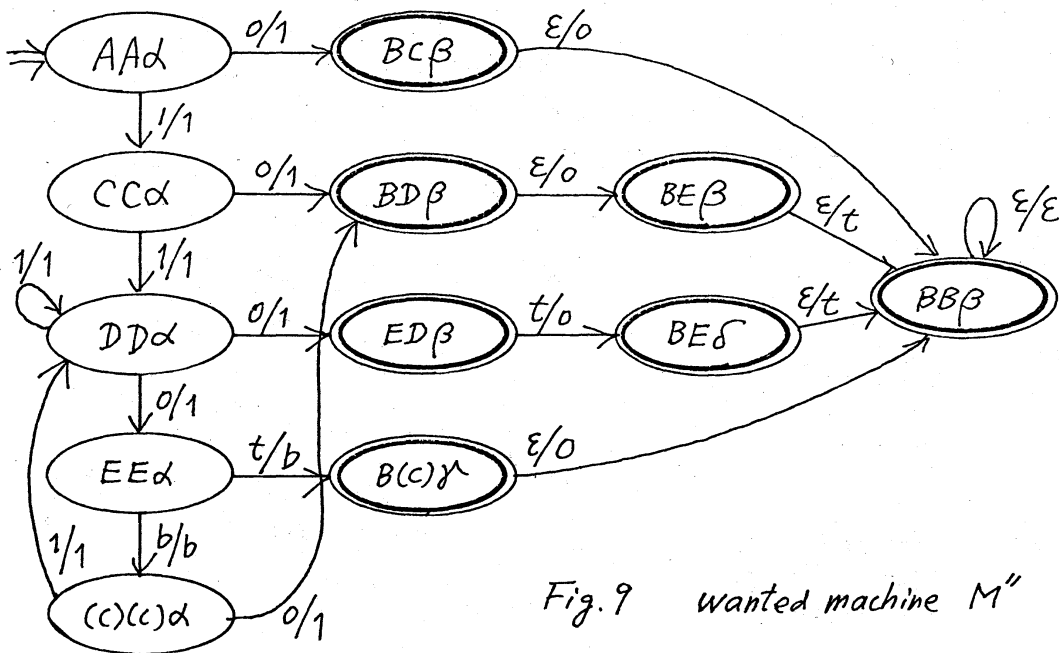 AAα 0/1 BCβ ε/0
1/1
CCα 0/1 BDβ ε/0 BEβ ε/t ε/ε
1/1 1/1 BBβ
DDα 0/1 EDβ t/0 BEδ ε/t
0/1
EEα t/b B(C)γ ε/0
1/1 b/b
(C)(C)α 0/1
Fig. 9 wanted machine M″